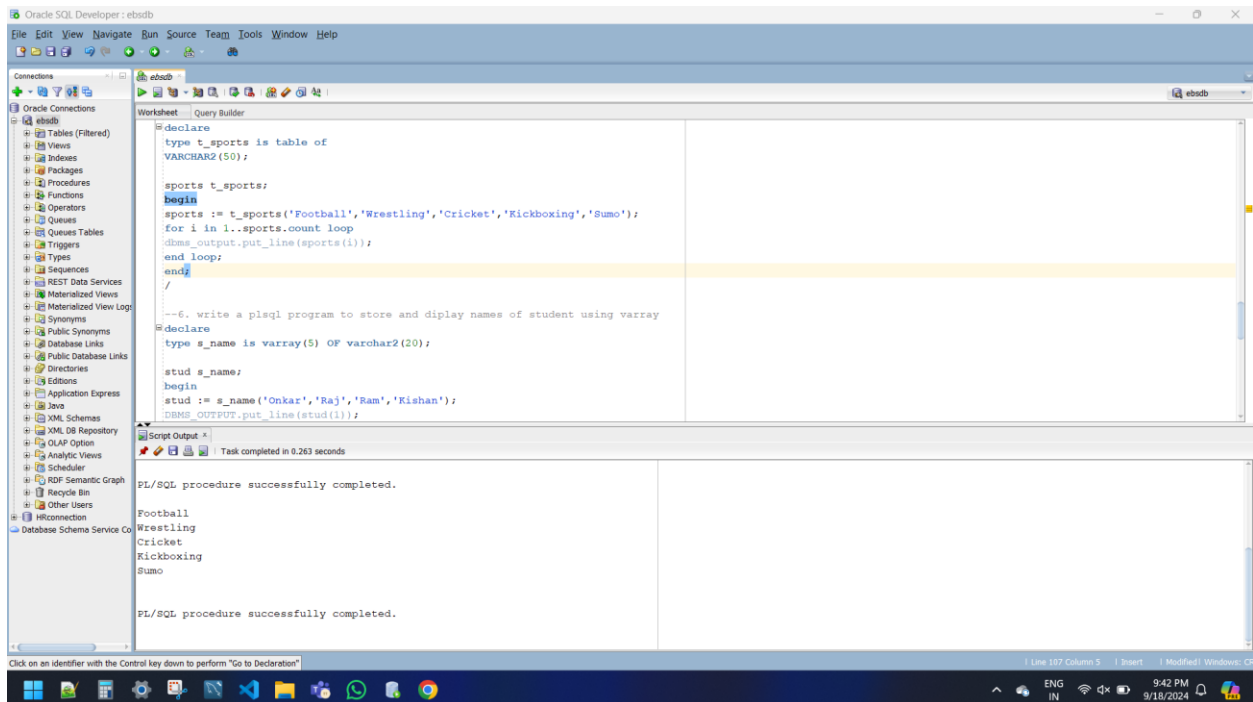 Oracle SQL Developer : ebsdb
File Edit View Navigate Run Source Team Tools Window Help
Connections
ebsdb
ebsdb
Worksheet Query Builder
Oracle Connections
ebsdb
Tables (Filtered)
Views
Indexes
Packages
Procedures
Functions
Operators
Queues
Queues Tables
Triggers
Types
Sequences
REST Data Services
Materialized Views
Materialized View Logs
Synonyms
Public Synonyms
Database Links
Public Database Links
Directories
Editions
Application Express
Java
XML Schemas
XML DB Repository
OLAP Option
Analytic Views
Scheduler
RDF Semantic Graph
Recycle Bin
Other Users
HRconnection
Database Schema Service Co
declare
type t_sports is table of
VARCHAR2(50);
sports t_sports;
begin
sports := t_sports('Football','Wrestling','Cricket','Kickboxing','Sumo');
for i in 1..sports.count loop
dbms_output.put_line(sports(i));
end loop;
end;
/
--6. write a plsql program to store and diplay names of student using varray
declare
type s_name is varray(5) OF varchar2(20);
stud s_name;
begin
stud := s_name('Onkar','Raj','Ram','Kishan');
DBMS_OUTPUT.put_line(stud(1));
Script Output ×
Task completed in 0.263 seconds
PL/SQL procedure successfully completed.
Football
Wrestling
Cricket
Kickboxing
Sumo
PL/SQL procedure successfully completed.
Click on an identifier with the Control key down to perform "Go to Declaration"
Line 107 Column 5 | Insert | Modified | Windows: CR
ENG
IN
9:42 PM
9/18/2024